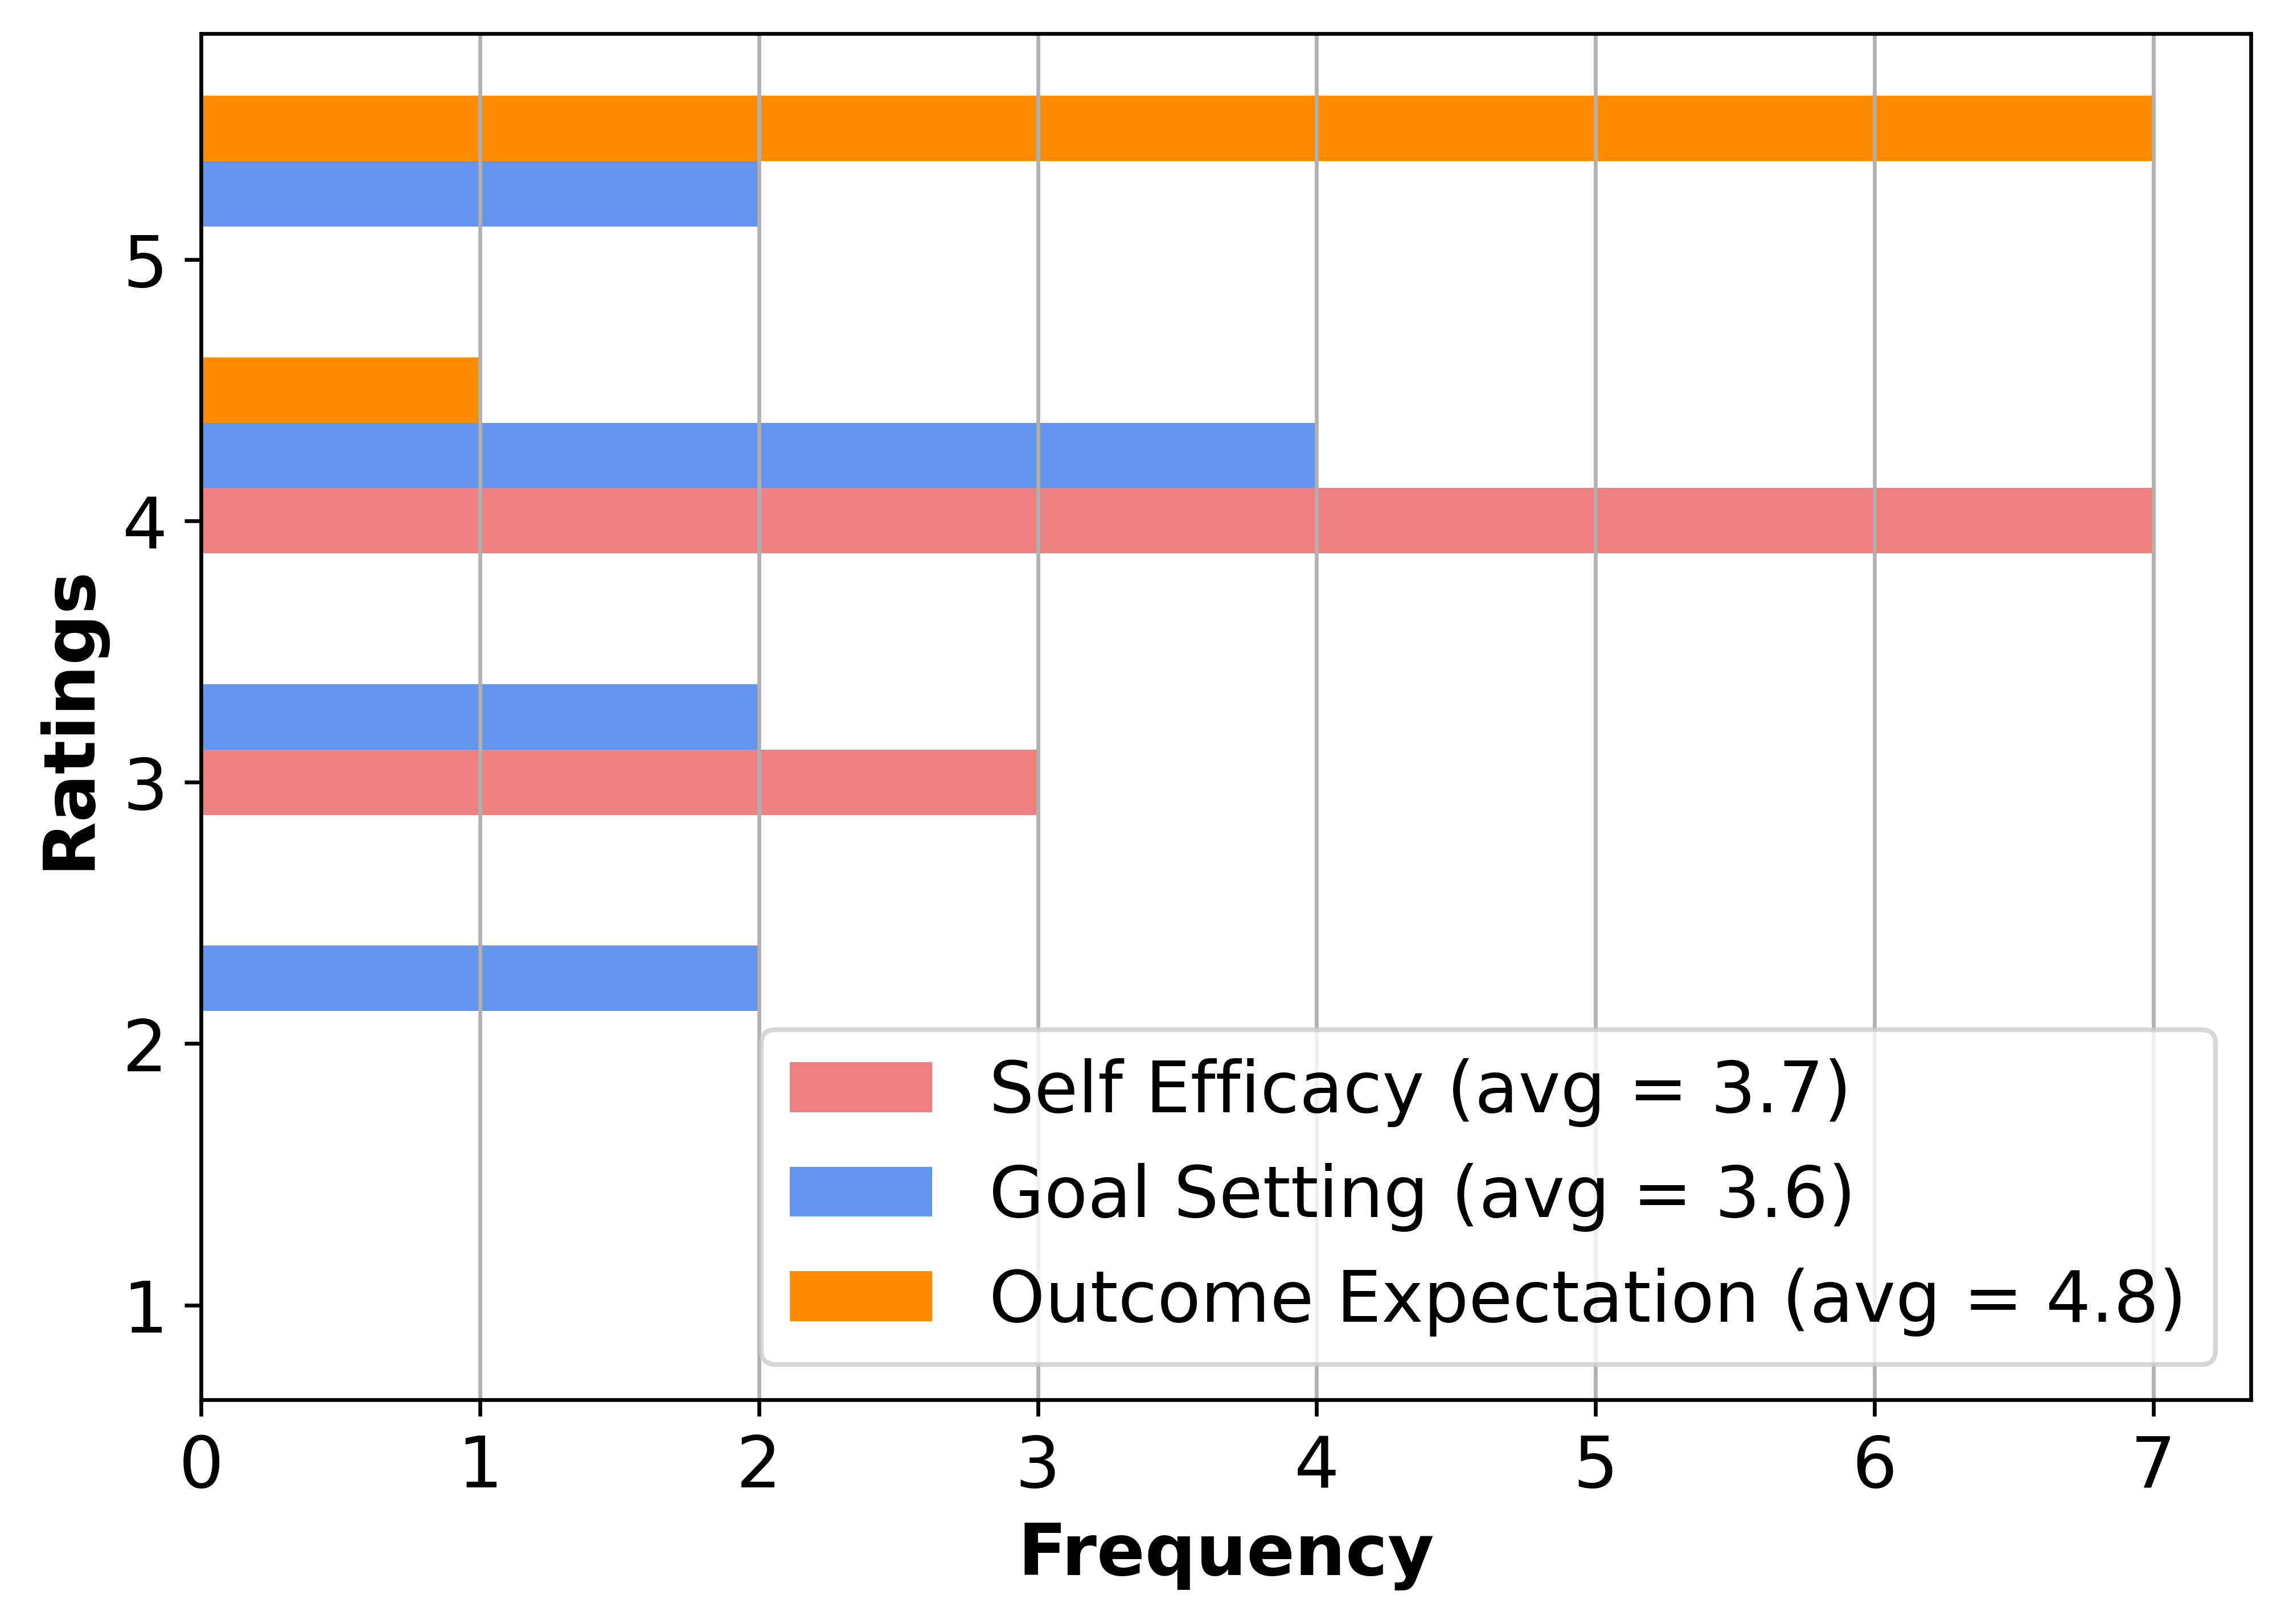 Ratings
5
4
3
2
1
Self Efficacy (avg = 3.7)
Goal Setting (avg = 3.6)
Outcome Expectation (avg = 4.8)
0 1 2 3 4 5 6 7
Frequency